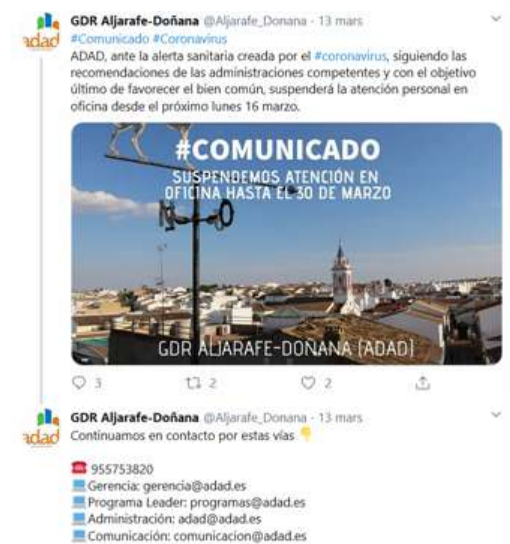 GDR Aljarafe-Doñana @Aljarafe_Donana · 13 mars
adad
#Comunicado #Coronavirus
ADAD, ante la alerta sanitaria creada por el #coronavirus, siguiendo las
recomendaciones de las administraciones competentes y con el objetivo
último de favorecer el bien común, suspenderá la atención personal en
oficina desde el próximo lunes 16 marzo.
#COMUNICADO
SUSPENDEMOS ATENCIÓN EN
OFICINA HASTA EL 30 DE MARZO
N
GDR ALJARAFE-DOÑANA (ADAD)
3 2 2
GDR Aljarafe-Doñana @Aljarafe_Donana · 13 mars
adad
Continuamos en contacto por estas vías
955753820
Gerencia: gerencia@adad.es
Programa Leader: programas@adad.es
Administración: adad@adad.es
Comunicación: comunicacion@adad.es